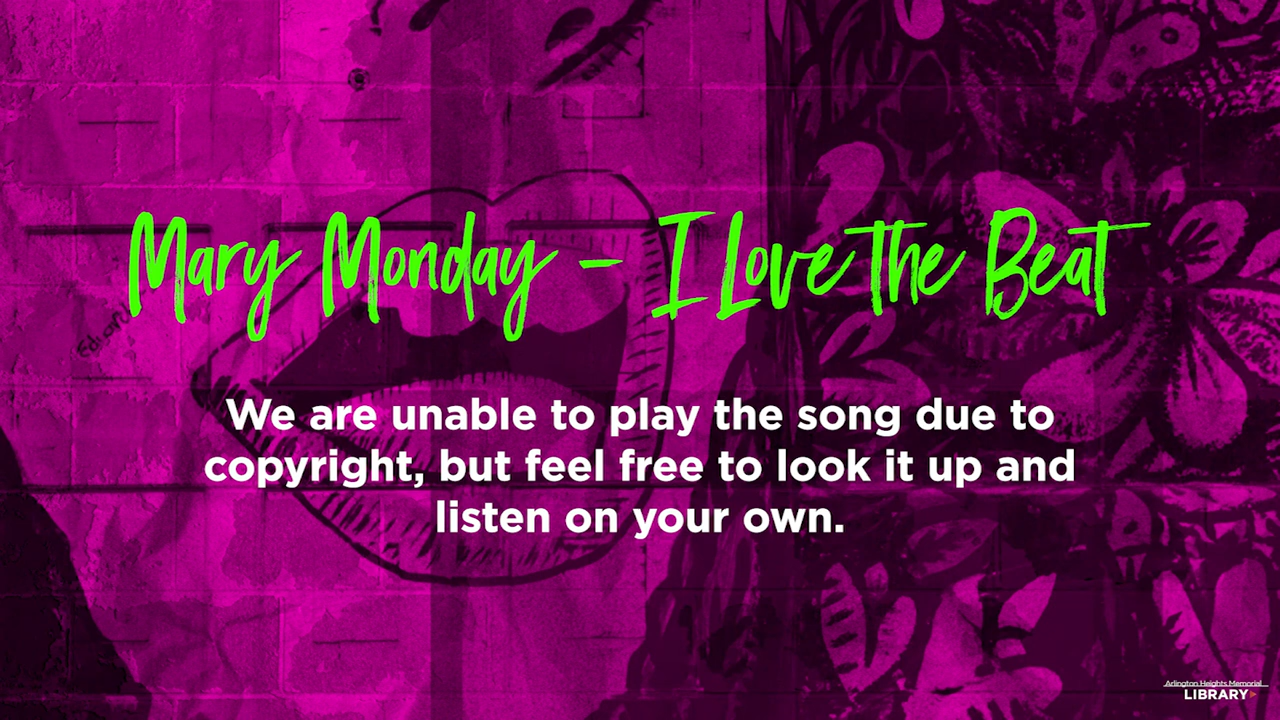 Mary Monday - I Love the Beat
We are unable to play the song due to
copyright, but feel free to look it up and
listen on your own.
Arlington Heights Memorial
LIBRARY